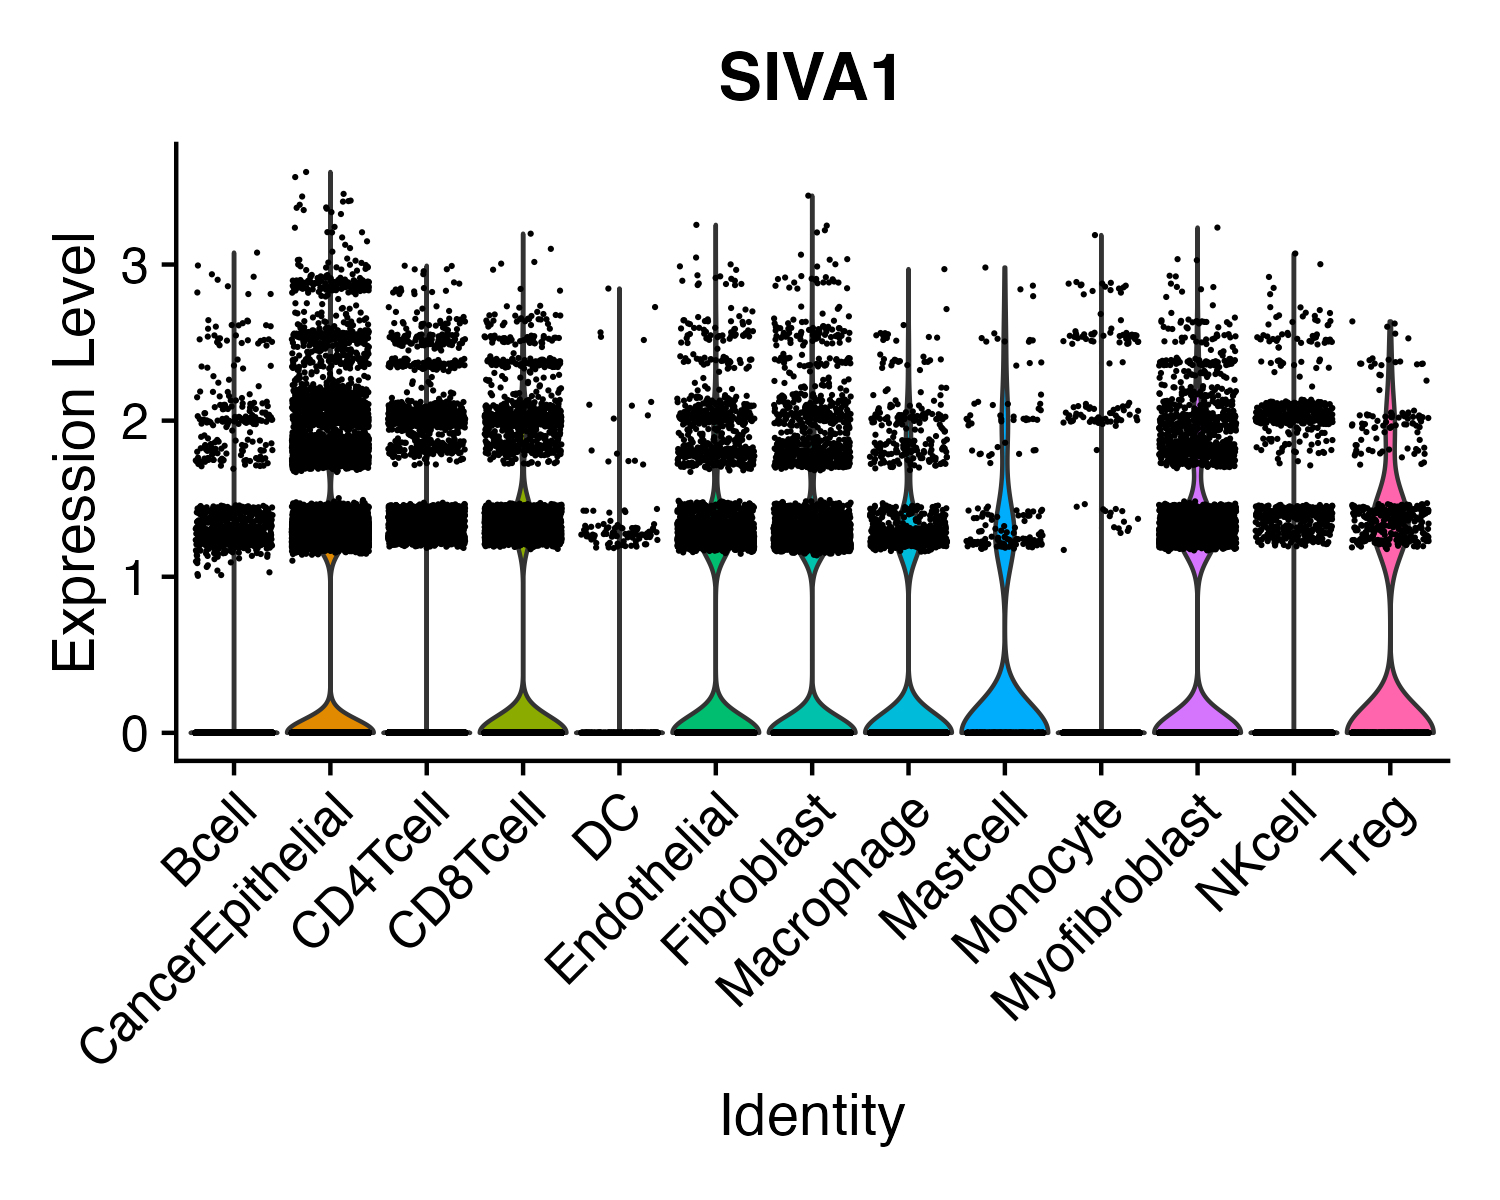 SIVA1
Expression Level
3
2
1
0
Bcell
CancerEpithelial
CD4Tcell
CD8Tcell
DC
Endothelial
Fibroblast
Macrophage
Mastcell
Monocyte
Myofibroblast
NKcell
Treg
Identity